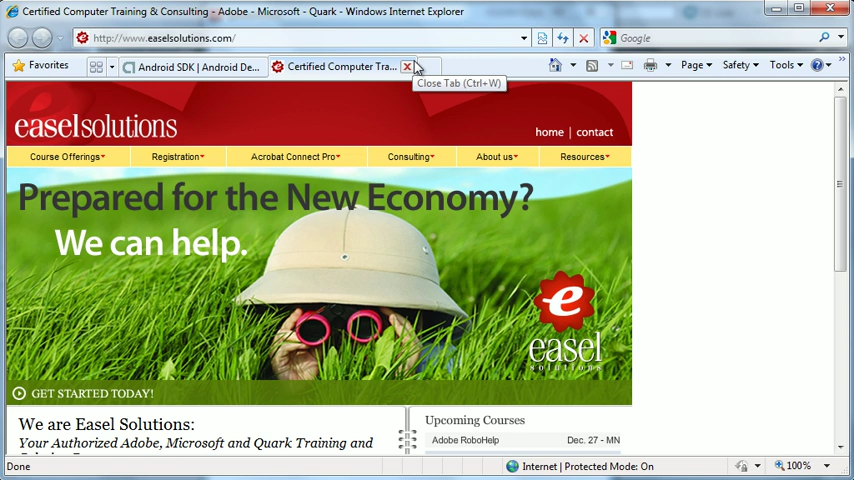 Certified Computer Training & Consulting - Adobe - Microsoft - Quark - Windows Internet Explorer
http://www.easelsolutions.com/
Google
Favorites
Android SDK | Android De...
Certified Computer Tra...
Page
Safety
Tools
Close Tab (Ctrl+W)
easelsolutions
home | contact
Course Offerings
Registration
Acrobat Connect Pro
Consulting
About us
Resources
Prepared for the New Economy?
We can help.
e
easel
solutions
GET STARTED TODAY!
We are Easel Solutions:
Your Authorized Adobe, Microsoft and Quark Training and
Upcoming Courses
Adobe RoboHelp
Dec. 27 - MN
Done
Internet | Protected Mode: On
100%